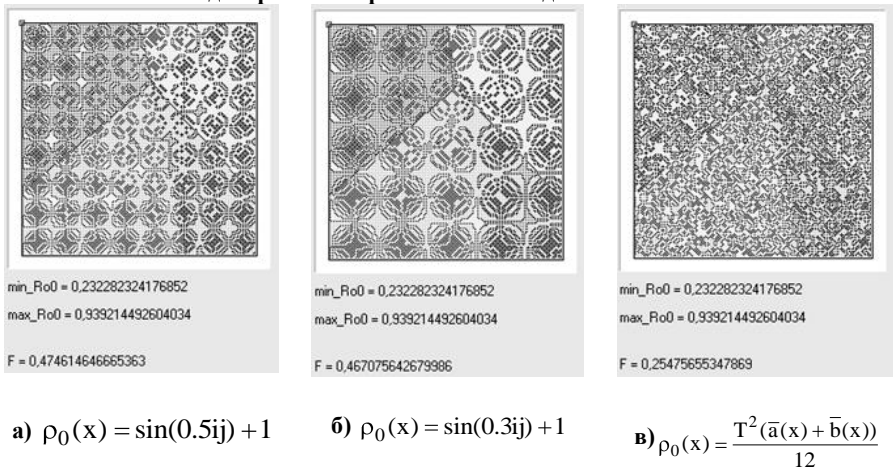 min_Ro0 = 0,232282324176852
max_Ro0 = 0,939214492604034
F = 0,474614646665363
min_Ro0 = 0,232282324176852
max_Ro0 = 0,939214492604034
F = 0,467075642679986
min_Ro0 = 0,232282324176852
max_Ro0 = 0,939214492604034
F = 0,25475655347869
а) ρ₀(x) = sin(0.5ij) + 1
б) ρ₀(x) = sin(0.3ij) + 1
в) ρ₀(x) = T²(a̅(x) + b̅(x)) / 12